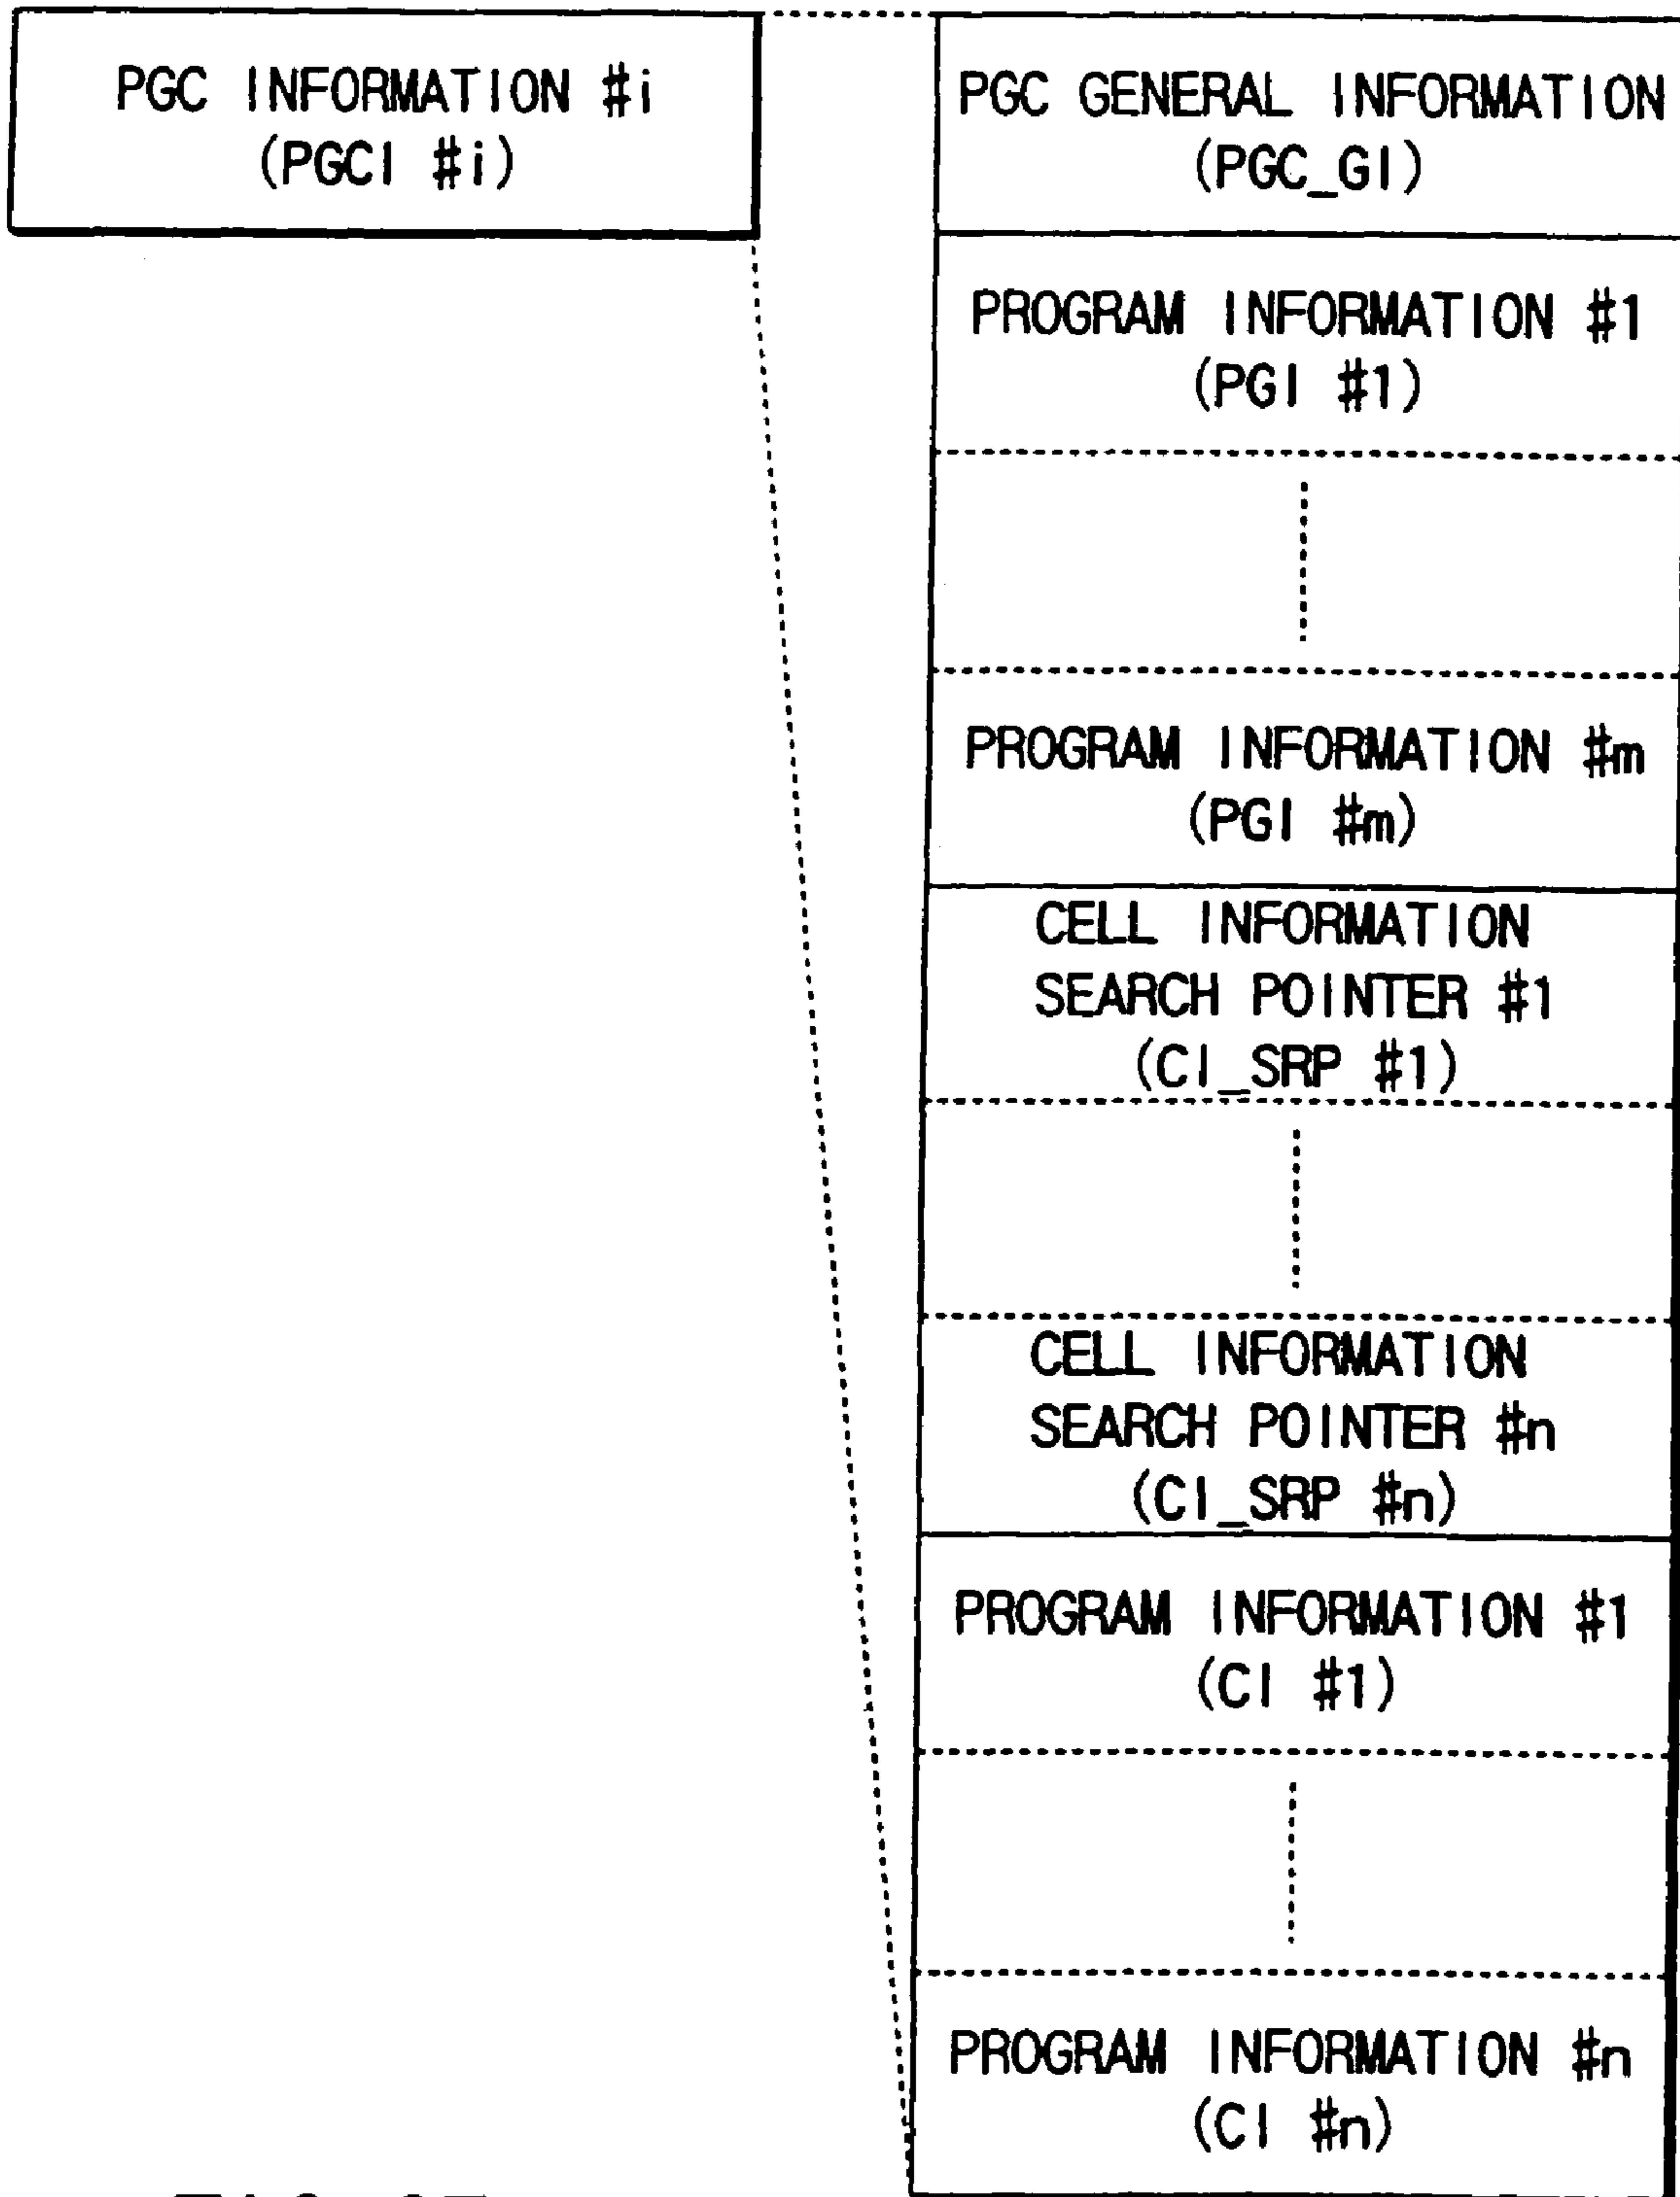 PGC INFORMATION #i
(PGCI #i)
PGC GENERAL INFORMATION
(PGC_GI)
PROGRAM INFORMATION #1
(PGI #1)
PROGRAM INFORMATION #m
(PGI #m)
CELL INFORMATION
SEARCH POINTER #1
(CI_SRP #1)
CELL INFORMATION
SEARCH POINTER #n
(CI_SRP #n)
PROGRAM INFORMATION #1
(CI #1)
PROGRAM INFORMATION #n
(CI #n)